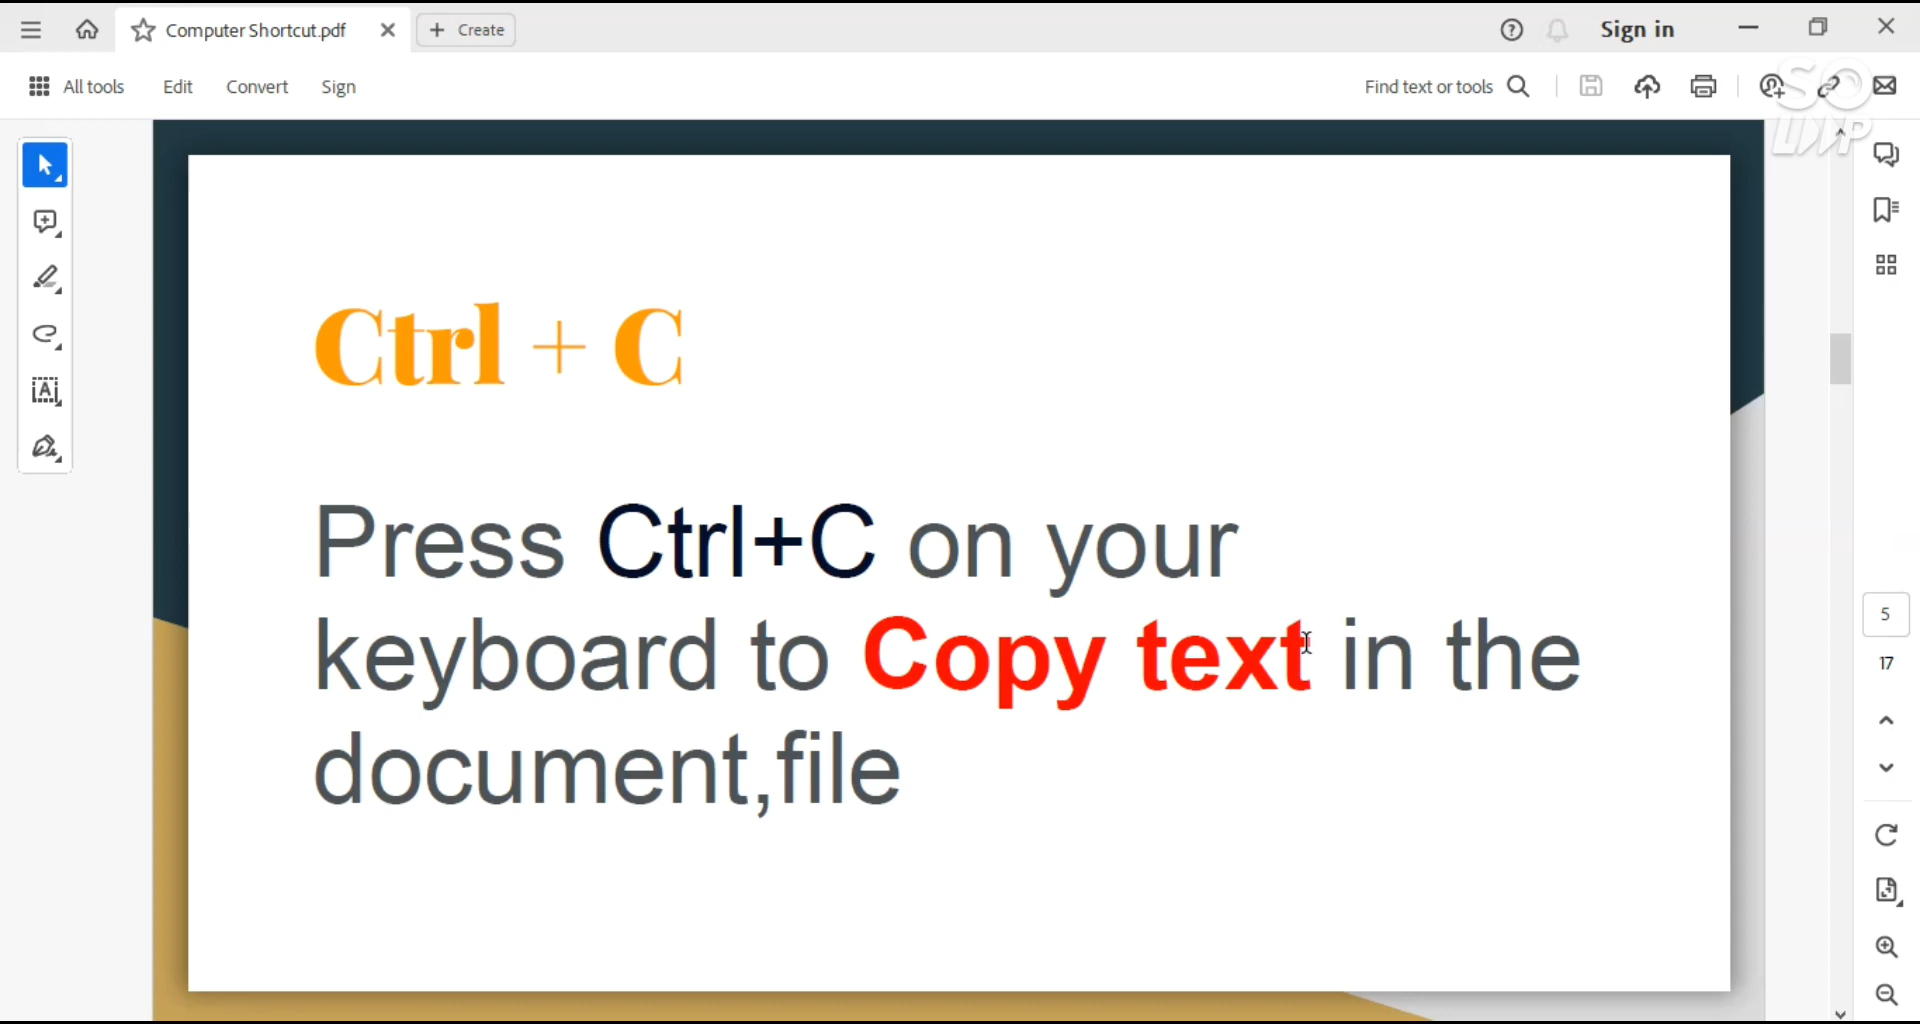 Computer Shortcut.pdf
Create
Sign in
All tools
Edit
Convert
Sign
Find text or tools
Ctrl + C
Press Ctrl+C on your
keyboard to Copy text in the
document,file
5
17